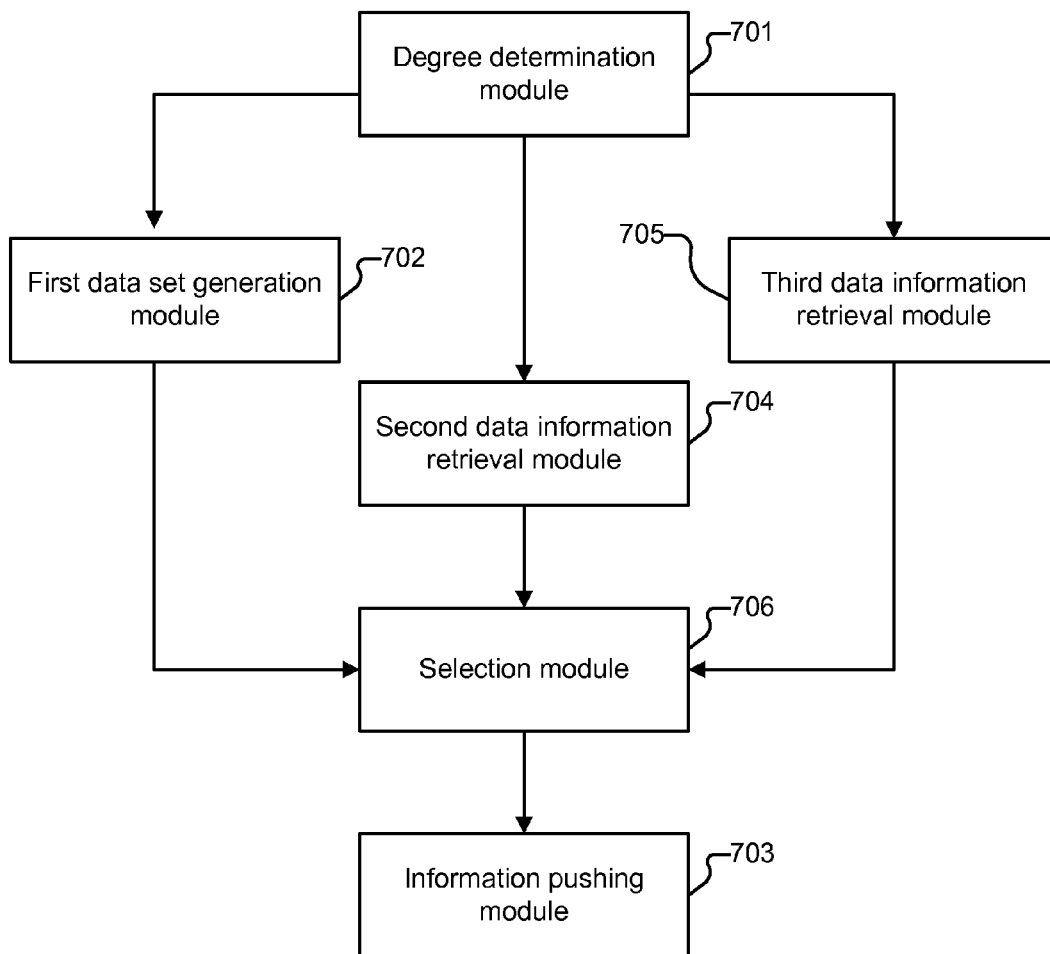 701
Degree determination
module
702
First data set generation
module
705
Third data information
retrieval module
704
Second data information
retrieval module
706
Selection module
703
Information pushing
module